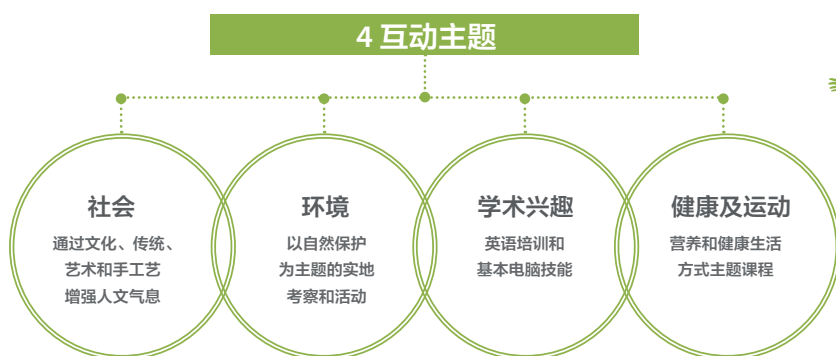 4 互动主题
社会
通过文化、传统、
艺术和手工艺
增强人文气息
环境
以自然保护
为主题的实地
考察和活动
学术兴趣
英语培训和
基本电脑技能
健康及运动
营养和健康生活
方式主题课程